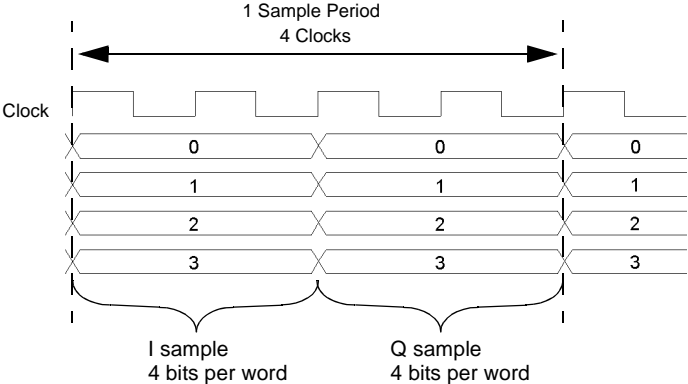 1 Sample Period
4 Clocks
Clock
0 0 0
1 1 1
2 2 2
3 3 3
I sample Q sample
4 bits per word 4 bits per word